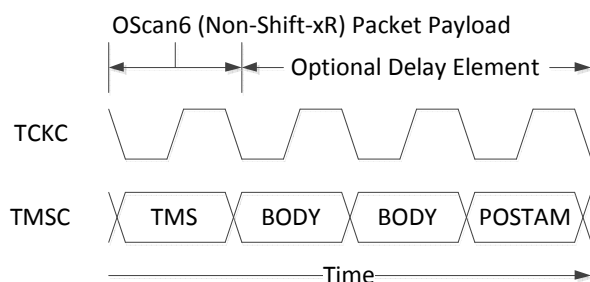 OScan6 (Non-Shift-xR) Packet Payload
Optional Delay Element
TCKC
TMSC TMS BODY BODY POSTAM
Time